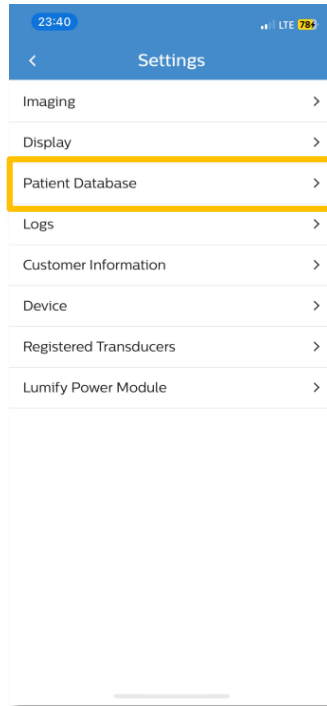 23:40
LTE 78
Settings
Imaging
Display
Patient Database
Logs
Customer Information
Device
Registered Transducers
Lumify Power Module